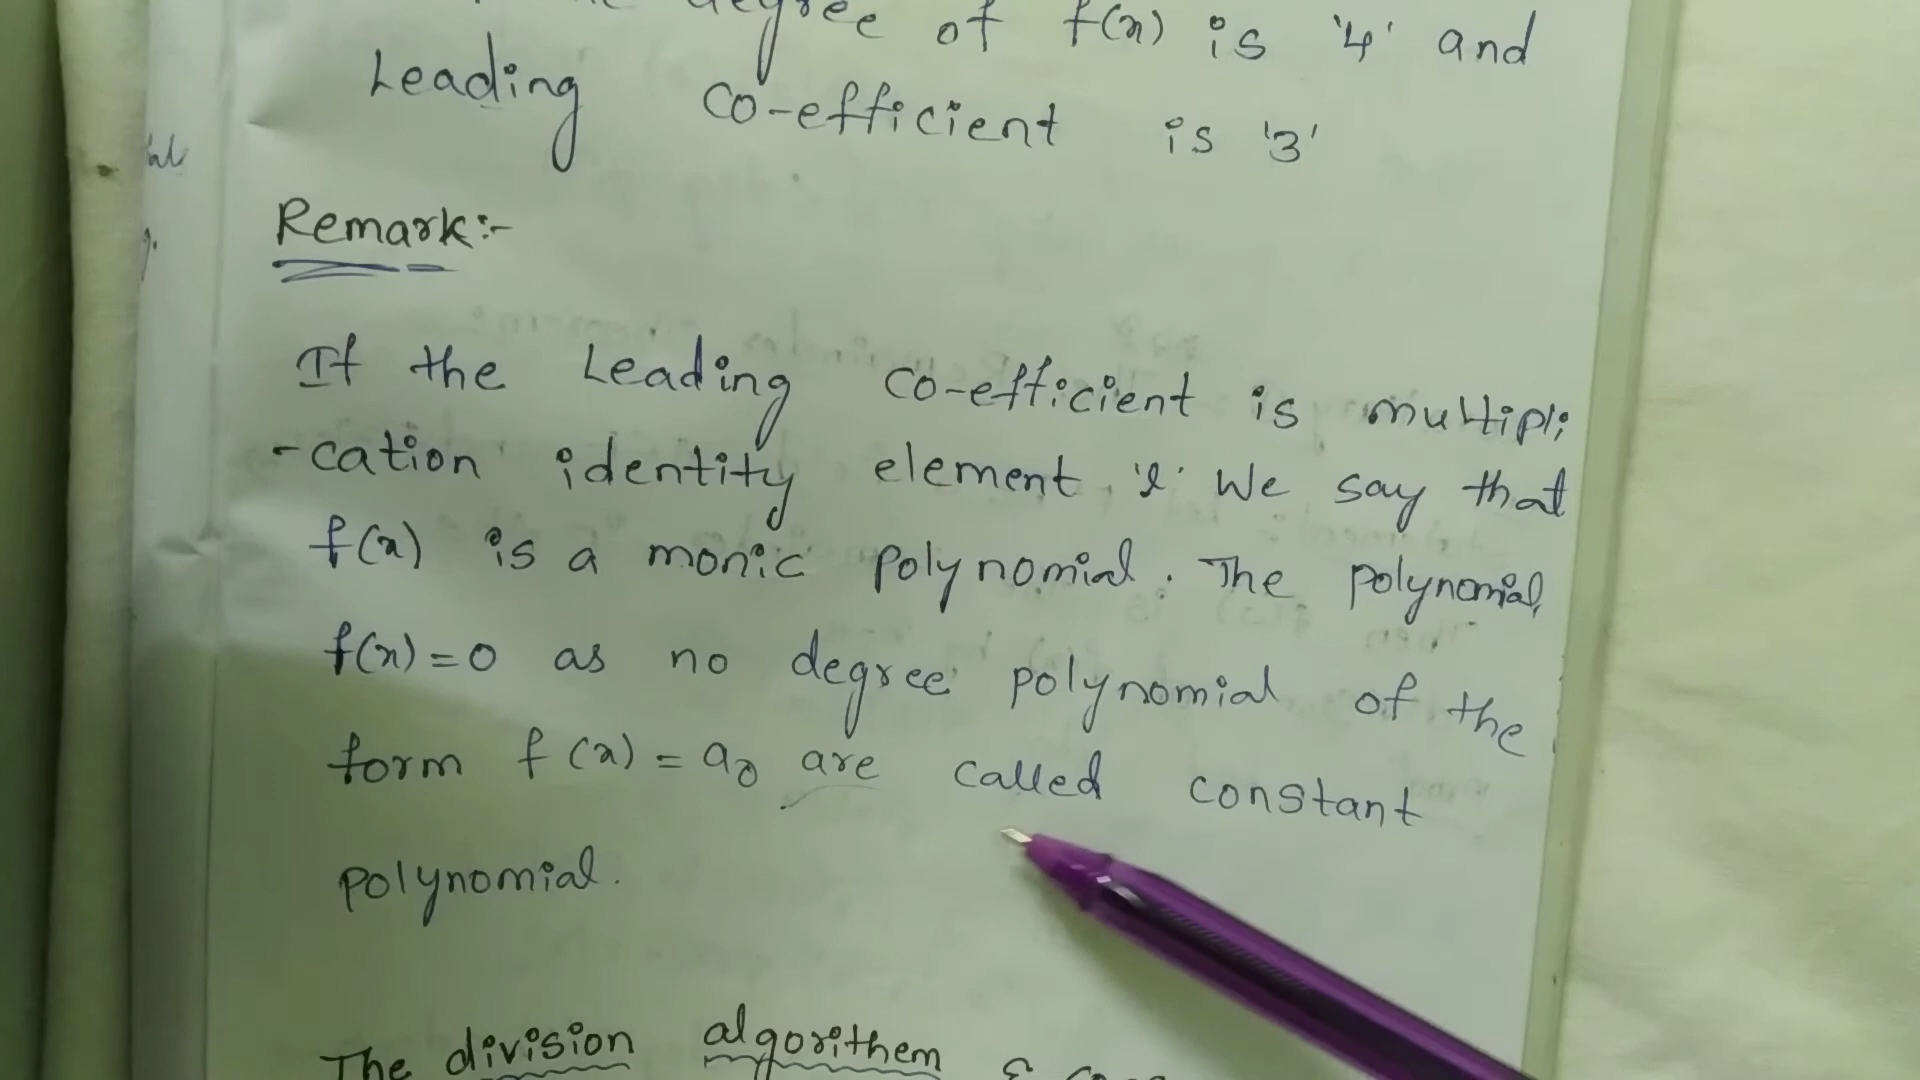 degree of f(x) is '4' and
Leading co-efficient is '3'
Remark:-
If the Leading co-efficient is multipli
-cation identity element '1' We say that
f(x) is a monic polynomial. The polynomial
f(x)=0 as no degree polynomial of the
form f(x) = a0 are called constant
polynomial.
The division algorithem